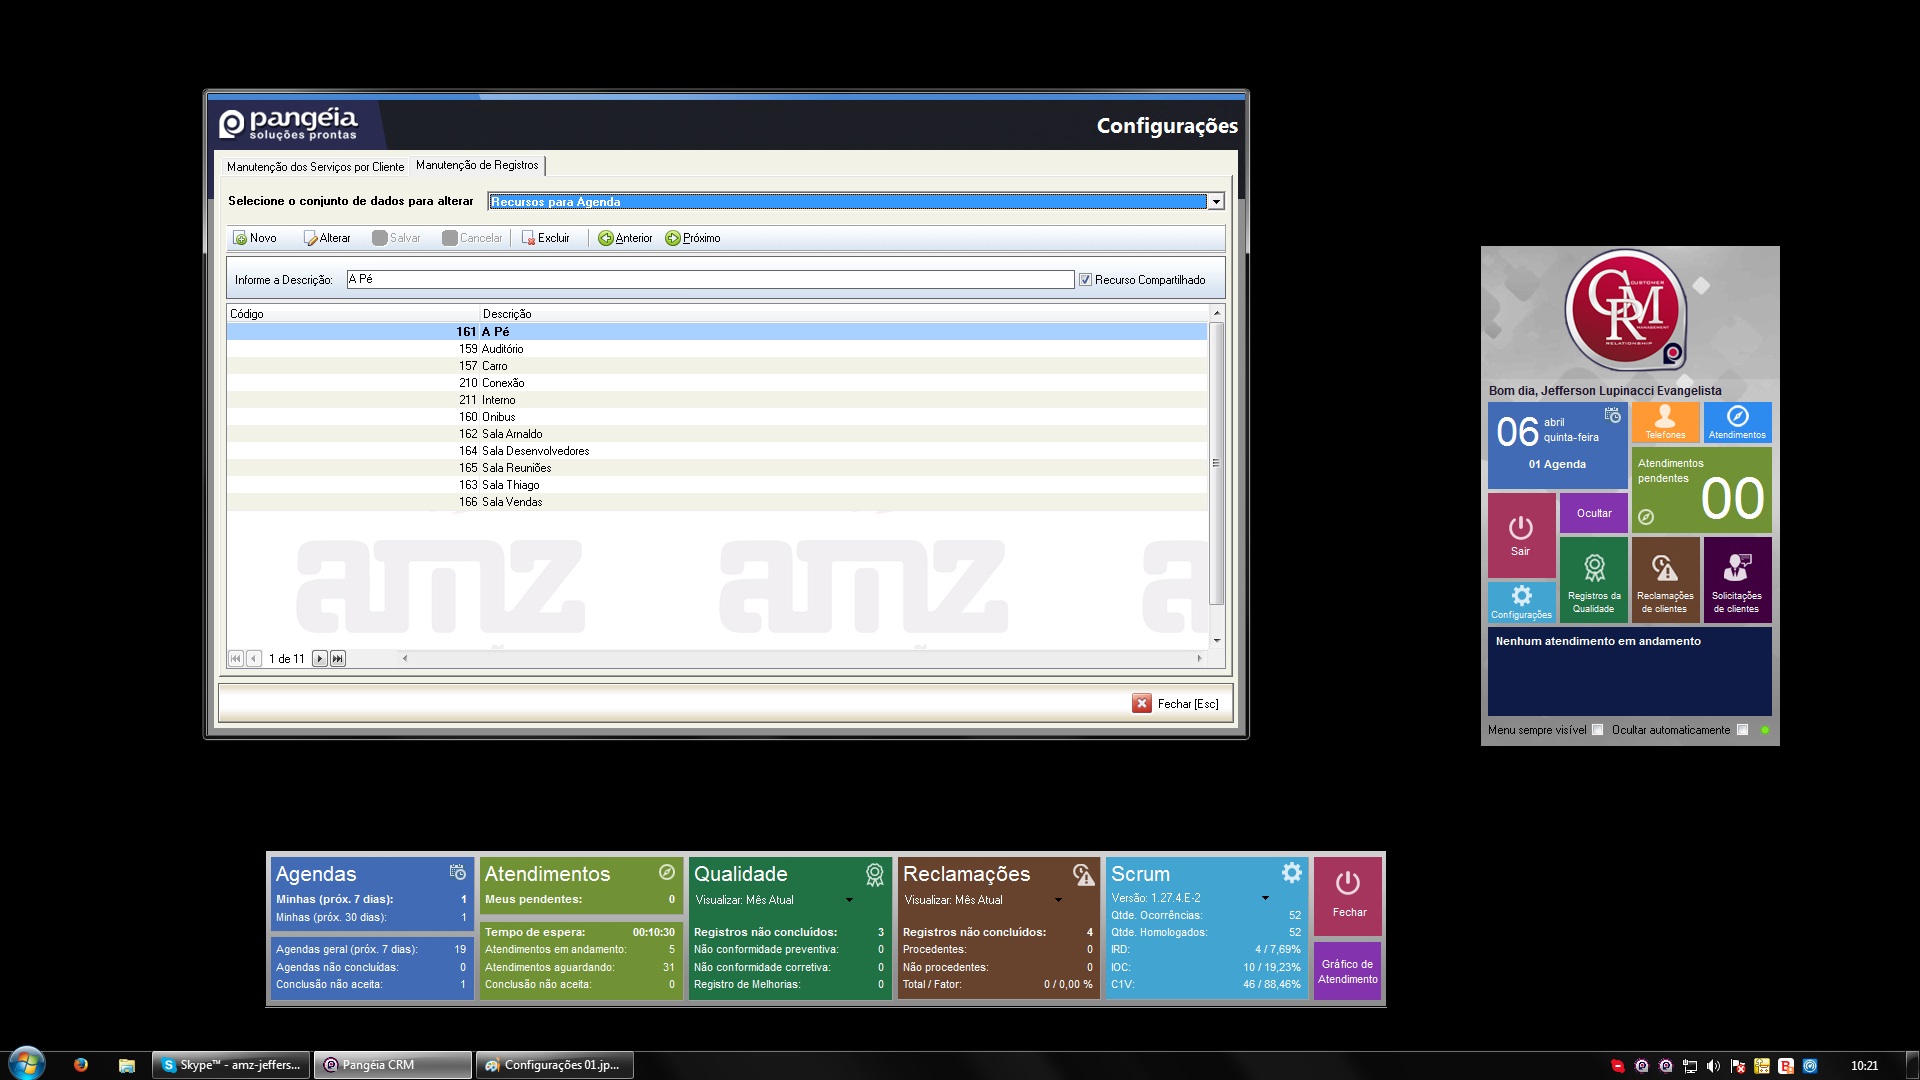 pangéia
soluções prontas
Configurações
Manutenção dos Serviços por Cliente
Manutenção de Registros
Selecione o conjunto de dados para alterar
Recursos para Agenda
Novo
Alterar
Salvar
Cancelar
Excluir
Anterior
Próximo
Informe a Descrição:
A Pé
Recurso Compartilhado
Código Descrição
161 A Pé
159 Auditório
157 Carro
210 Conexão
211 Interno
160 Onibus
162 Sala Arnaldo
164 Sala Desenvolvedores
165 Sala Reuniões
163 Sala Thiago
166 Sala Vendas
amz amz
1 de 11
Fechar [Esc]
CRM
CUSTOMER
MANAGEMENT
RELATIONSHIP
Bom dia, Jefferson Lupinacci Evangelista
06
abril
quinta-feira
01 Agenda
Telefones
Atendimentos
Atendimentos
pendentes
00
Sair
Ocultar
Configurações
Registros da
Qualidade
Reclamações
de clientes
Solicitações
de clientes
Nenhum atendimento em andamento
Menu sempre visível
Ocultar automaticamente
Agendas
Minhas (próx. 7 dias): 1
Minhas (próx. 30 dias): 1
Agendas geral (próx. 7 dias): 19
Agendas não concluídas: 0
Conclusão não aceita: 1
Atendimentos
Meus pendentes: 0
Tempo de espera: 00:10:30
Atendimentos em andamento: 5
Atendimentos aguardando: 31
Conclusão não aceita: 0
Qualidade
Visualizar: Mês Atual
Registros não concluídos: 3
Não conformidade preventiva: 0
Não conformidade corretiva: 0
Registro de Melhorias: 0
Reclamações
Visualizar: Mês Atual
Registros não concluídos: 4
Procedentes: 0
Não procedentes: 0
Total / Fator: 0 / 0,00 %
Scrum
Versão: 1.27.4.E-2
Qtde. Ocorrências: 52
Qtde. Homologados: 52
IRD: 4 / 7,69%
IOC: 10 / 19,23%
C1V: 46 / 88,46%
Fechar
Gráfico de
Atendimento
Skype™ - amz-jeffers...
Pangéia CRM
Configurações 01.jp...
10:21